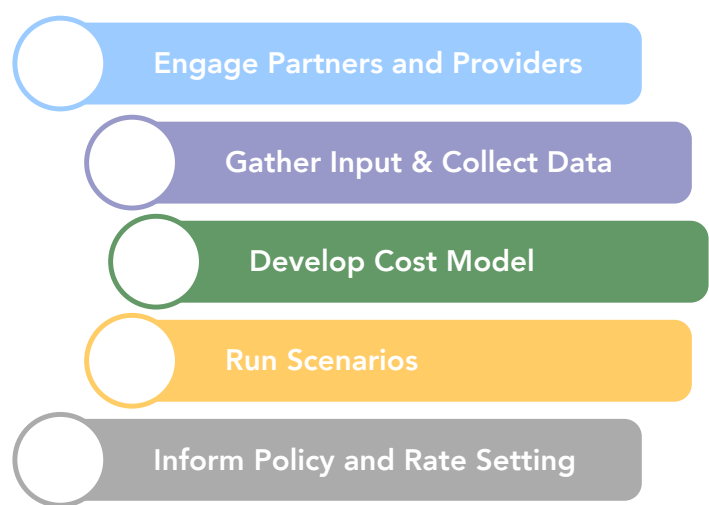 Engage Partners and Providers
Gather Input & Collect Data
Develop Cost Model
Run Scenarios
Inform Policy and Rate Setting